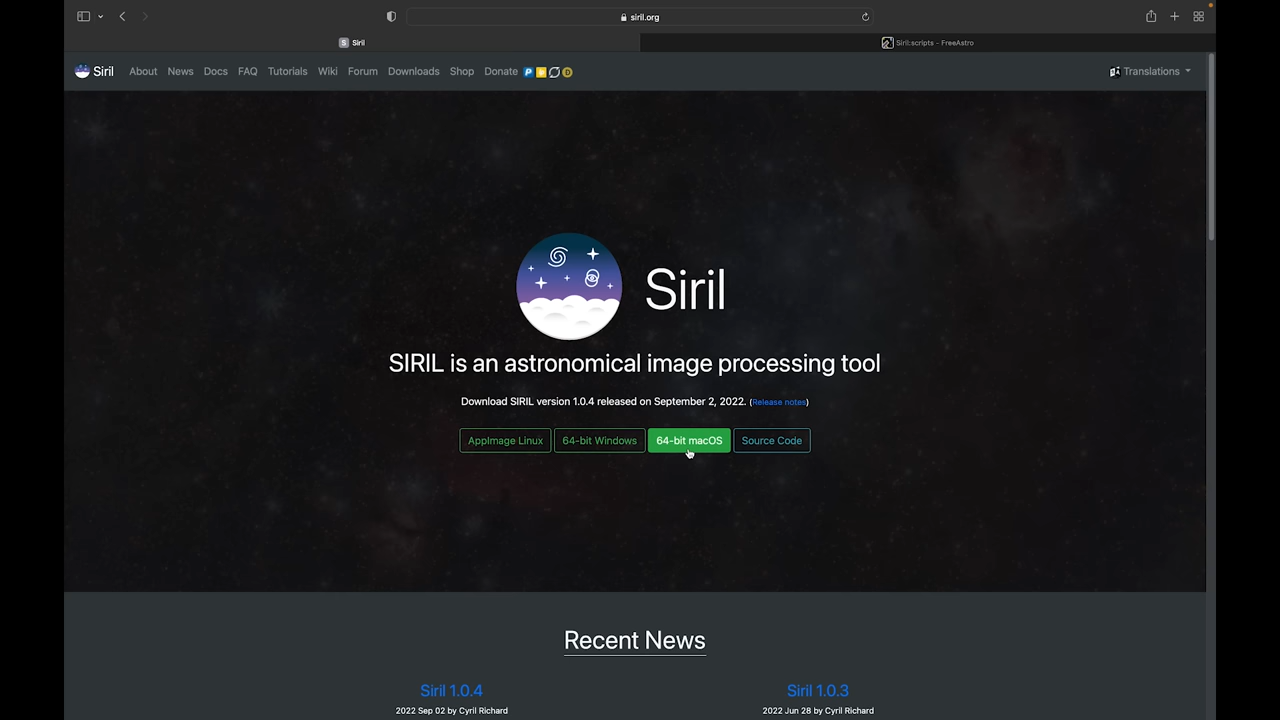 siril.org
S Siril
Siril:scripts - FreeAstro
Siril About News Docs FAQ Tutorials Wiki Forum Downloads Shop Donate Translations
Siril
SIRIL is an astronomical image processing tool
Download SIRIL version 1.0.4 released on September 2, 2022. (Release notes)
AppImage Linux 64-bit Windows 64-bit macOS Source Code
Recent News
Siril 1.0.4 Siril 1.0.3
2022 Sep 02 by Cyril Richard 2022 Jun 28 by Cyril Richard